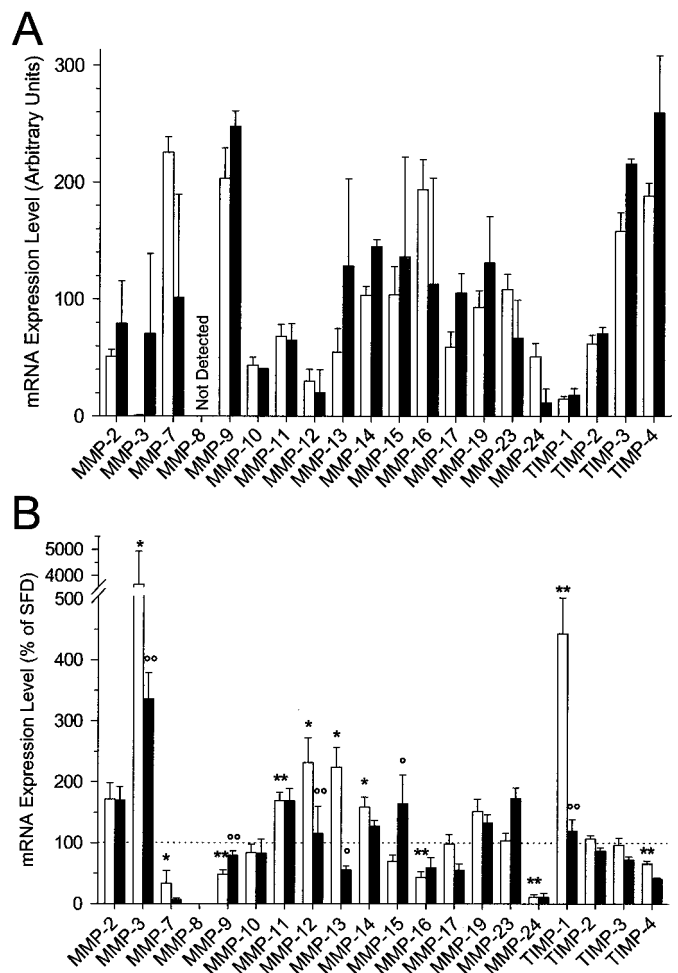 A
mRNA Expression Level (Arbitrary Units)
300
200
100
0
Not Detected
MMP-2
MMP-3
MMP-7
MMP-8
MMP-9
MMP-10
MMP-11
MMP-12
MMP-13
MMP-14
MMP-15
MMP-16
MMP-17
MMP-19
MMP-23
MMP-24
TIMP-1
TIMP-2
TIMP-3
TIMP-4
B
mRNA Expression Level (% of SFD)
5000
4000
500
400
300
200
100
0
*
°°
*
**
°°
**
*
°°
*
°
*
°
**
**
**
°°
**
MMP-2
MMP-3
MMP-7
MMP-8
MMP-9
MMP-10
MMP-11
MMP-12
MMP-13
MMP-14
MMP-15
MMP-16
MMP-17
MMP-19
MMP-23
MMP-24
TIMP-1
TIMP-2
TIMP-3
TIMP-4